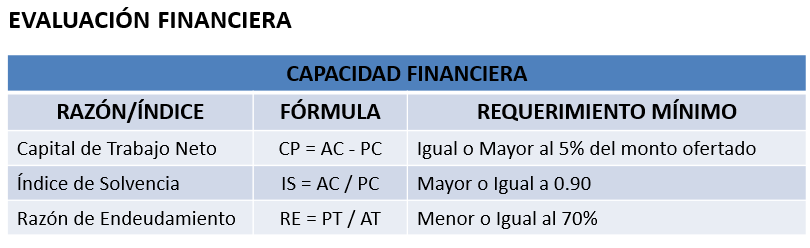 EVALUACIÓN FINANCIERA
CAPACIDAD FINANCIERA
RAZÓN/ÍNDICE FÓRMULA REQUERIMIENTO MÍNIMO
Capital de Trabajo Neto CP = AC - PC Igual o Mayor al 5% del monto ofertado
Índice de Solvencia IS = AC / PC Mayor o Igual a 0.90
Razón de Endeudamiento RE = PT / AT Menor o Igual al 70%